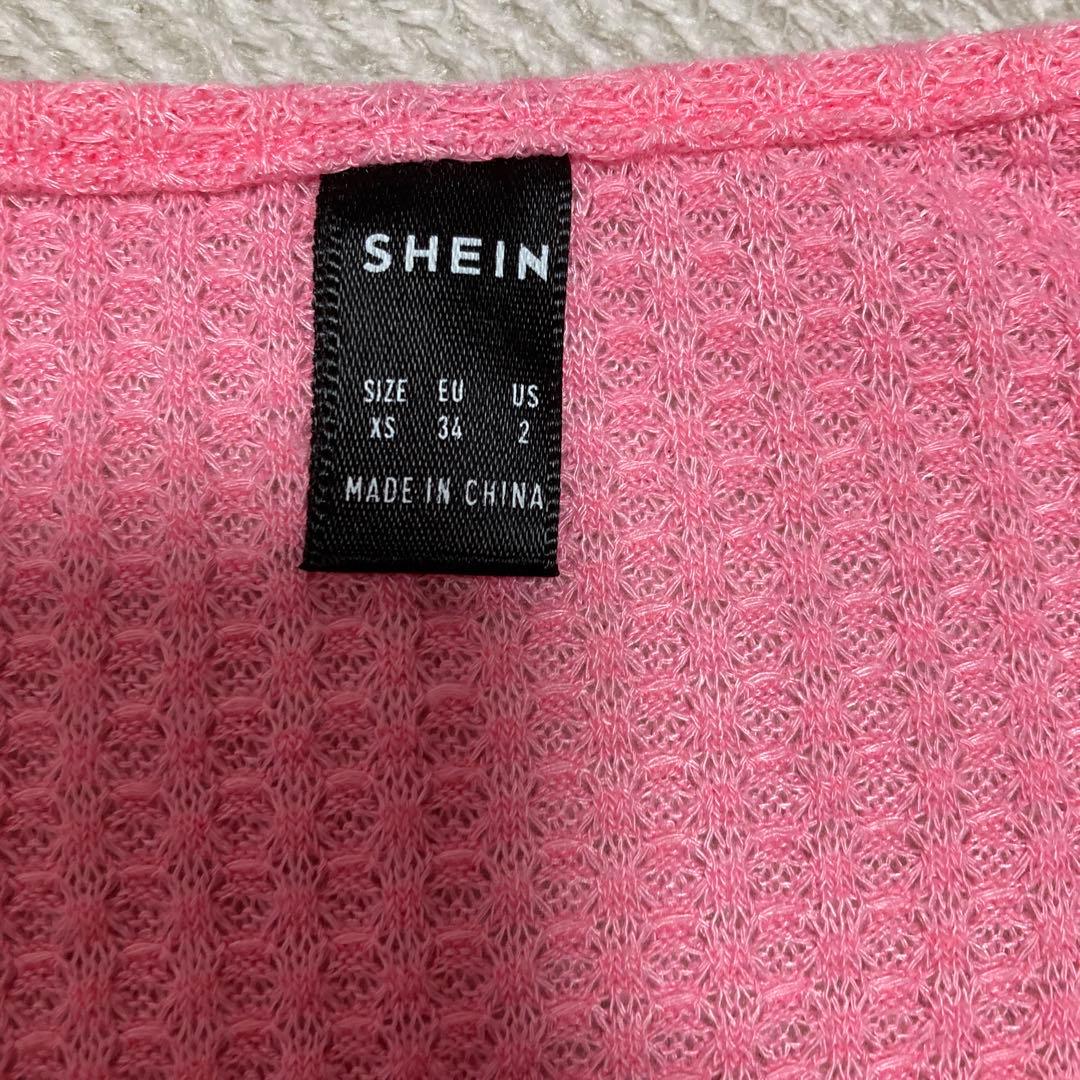 SHEIN
SIZE EU US
XS 34 2
MADE IN CHINA